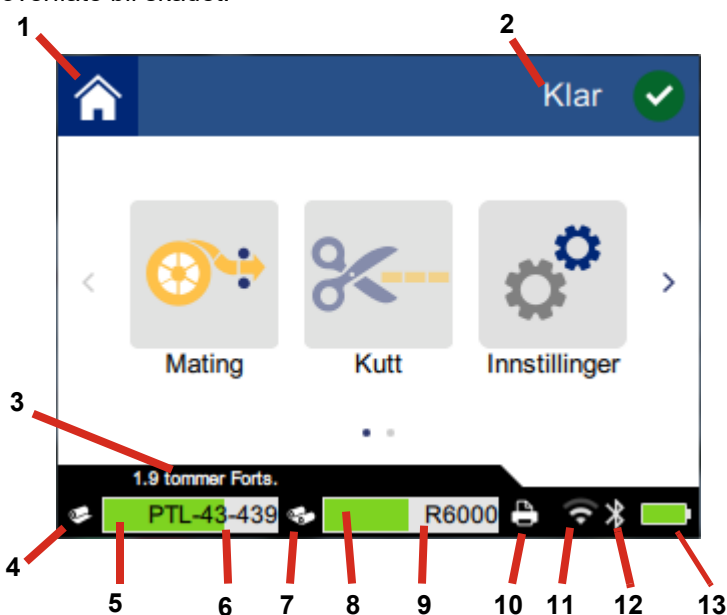 1
2
Klar
Mating
Kutt
Innstillinger
3
1.9 tommer Forts.
PTL-43-439
R6000
4
5
6
7
8
9
10
11
12
13